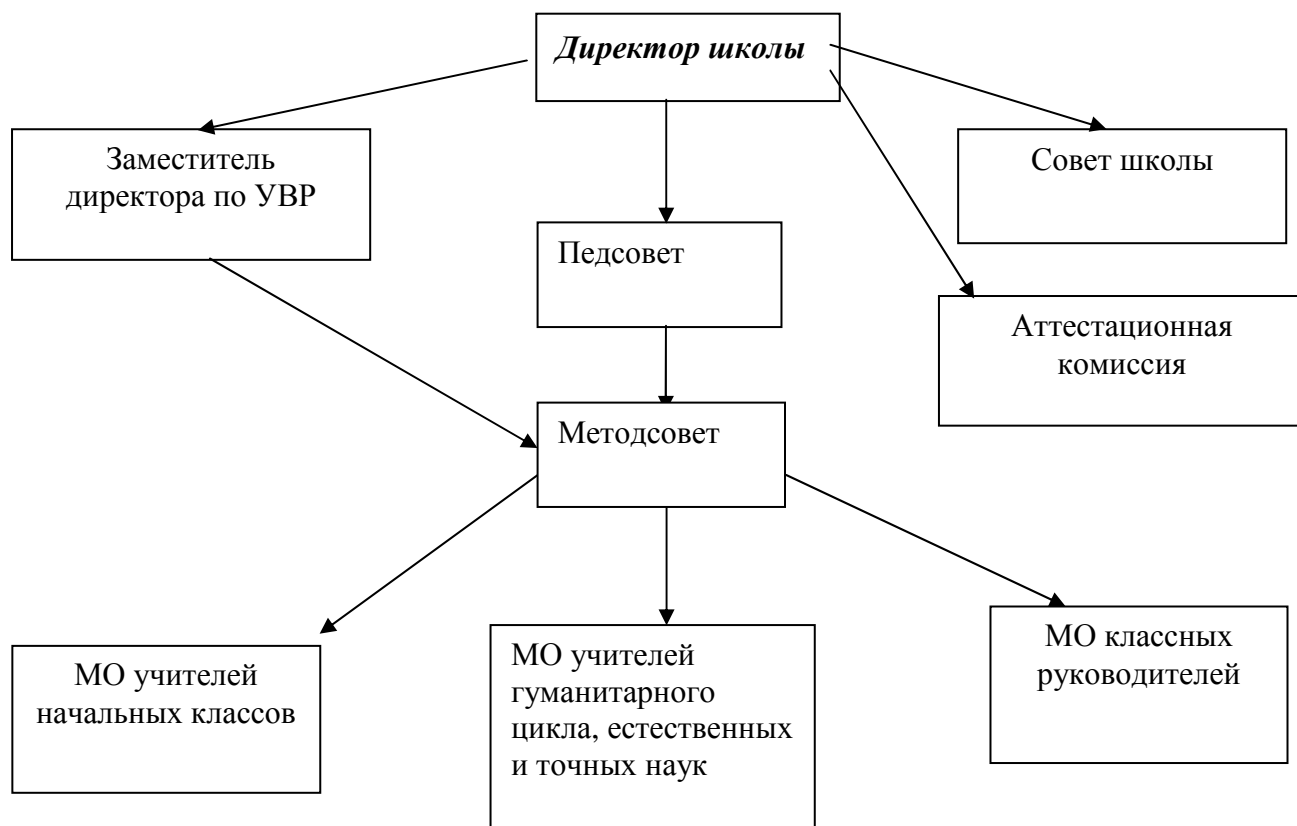 Директор школы
Заместитель
директора по УВР
Совет школы
Педсовет
Аттестационная
комиссия
Методсовет
МО учителей
начальных классов
МО учителей
гуманитарного
цикла, естественных
и точных наук
МО классных
руководителей